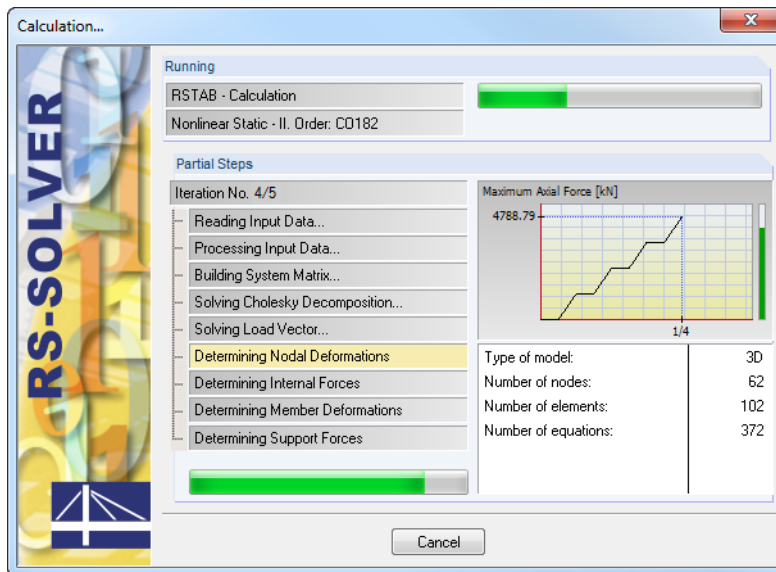 Calculation...
RS-SOLVER
Running
RSTAB - Calculation
Nonlinear Static - II. Order: CO182
Partial Steps
Iteration No. 4/5
Reading Input Data...
Processing Input Data...
Building System Matrix...
Solving Cholesky Decomposition...
Solving Load Vector...
Determining Nodal Deformations
Determining Internal Forces
Determining Member Deformations
Determining Support Forces
Maximum Axial Force [kN]
4788.79
1/4
Type of model: 3D
Number of nodes: 62
Number of elements: 102
Number of equations: 372
Cancel